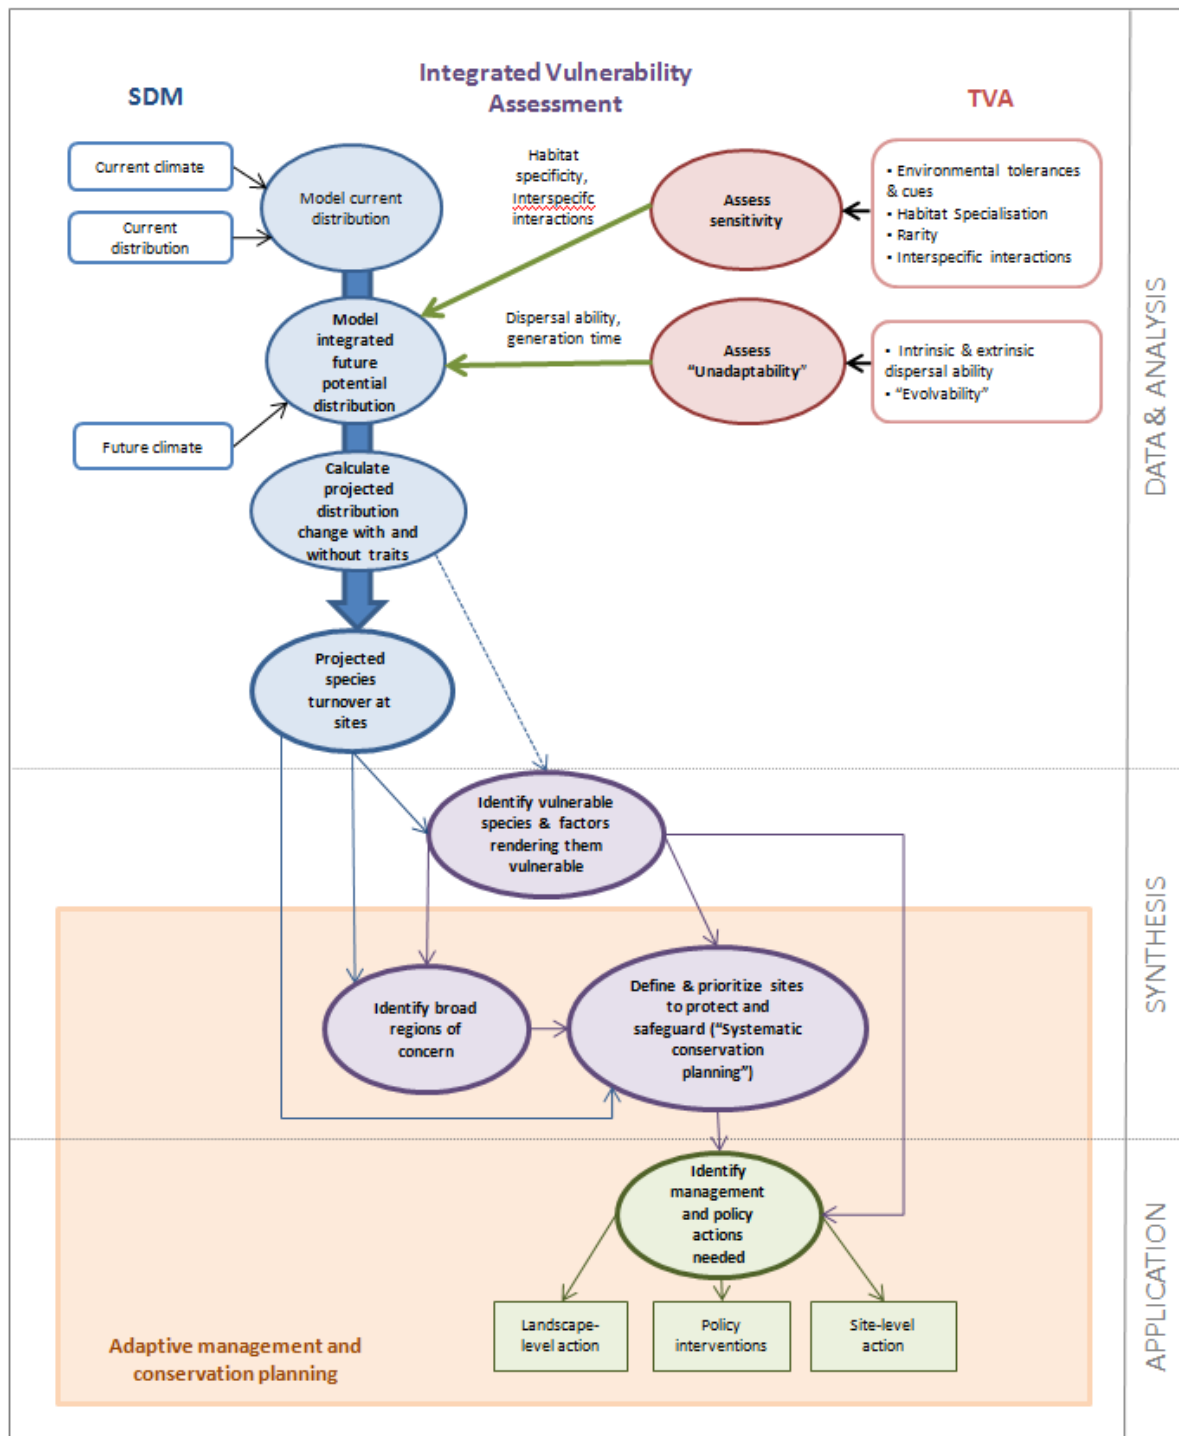 Integrated Vulnerability
Assessment
SDM
TVA
Current climate
Current
distribution
Model current
distribution
Habitat
specificity,
Interspecifc
interactions
Assess
sensitivity
▪ Environmental tolerances
& cues
▪ Habitat Specialisation
▪ Rarity
▪ Interspecific interactions
Model
integrated
future
potential
distribution
Dispersal ability,
generation time
Assess
“Unadaptability”
▪ Intrinsic & extrinsic
dispersal ability
▪ “Evolvability”
Future climate
Calculate
projected
distribution
change with and
without traits
Projected
species
turnover at
sites
DATA & ANALYSIS
Identify vulnerable
species & factors
rendering them
vulnerable
Identify broad
regions of
concern
Define & prioritize sites
to protect and
safeguard (“Systematic
conservation
planning”)
SYNTHESIS
Identify
management
and policy
actions
needed
Landscape-
level action
Policy
interventions
Site-level
action
Adaptive management and
conservation planning
APPLICATION